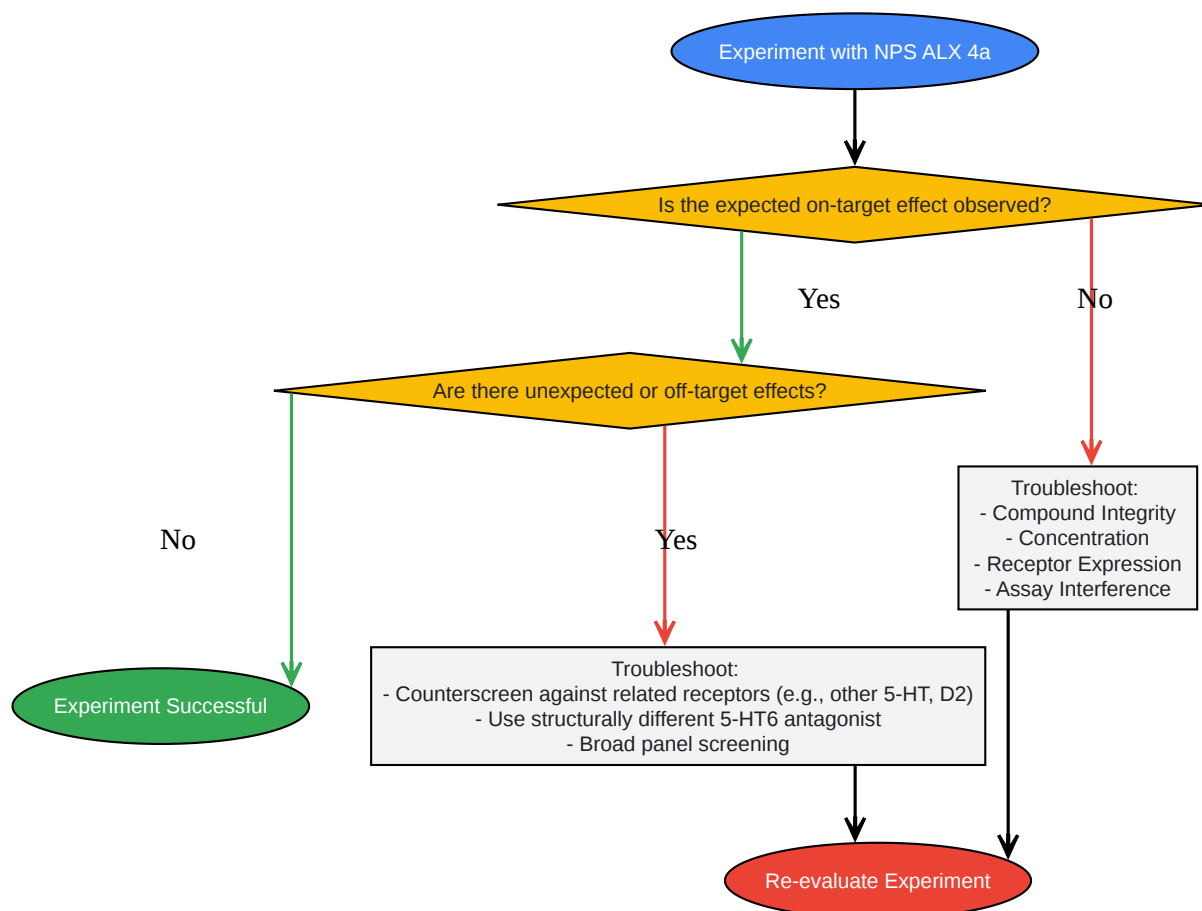 Experiment with NPS ALX 4a
Is the expected on-target effect observed?
Yes
No
Are there unexpected or off-target effects?
Troubleshoot:
- Compound Integrity
- Concentration
- Receptor Expression
- Assay Interference
No
Yes
Troubleshoot:
- Counterscreen against related receptors (e.g., other 5-HT, D2)
- Use structurally different 5-HT6 antagonist
- Broad panel screening
Experiment Successful
Re-evaluate Experiment